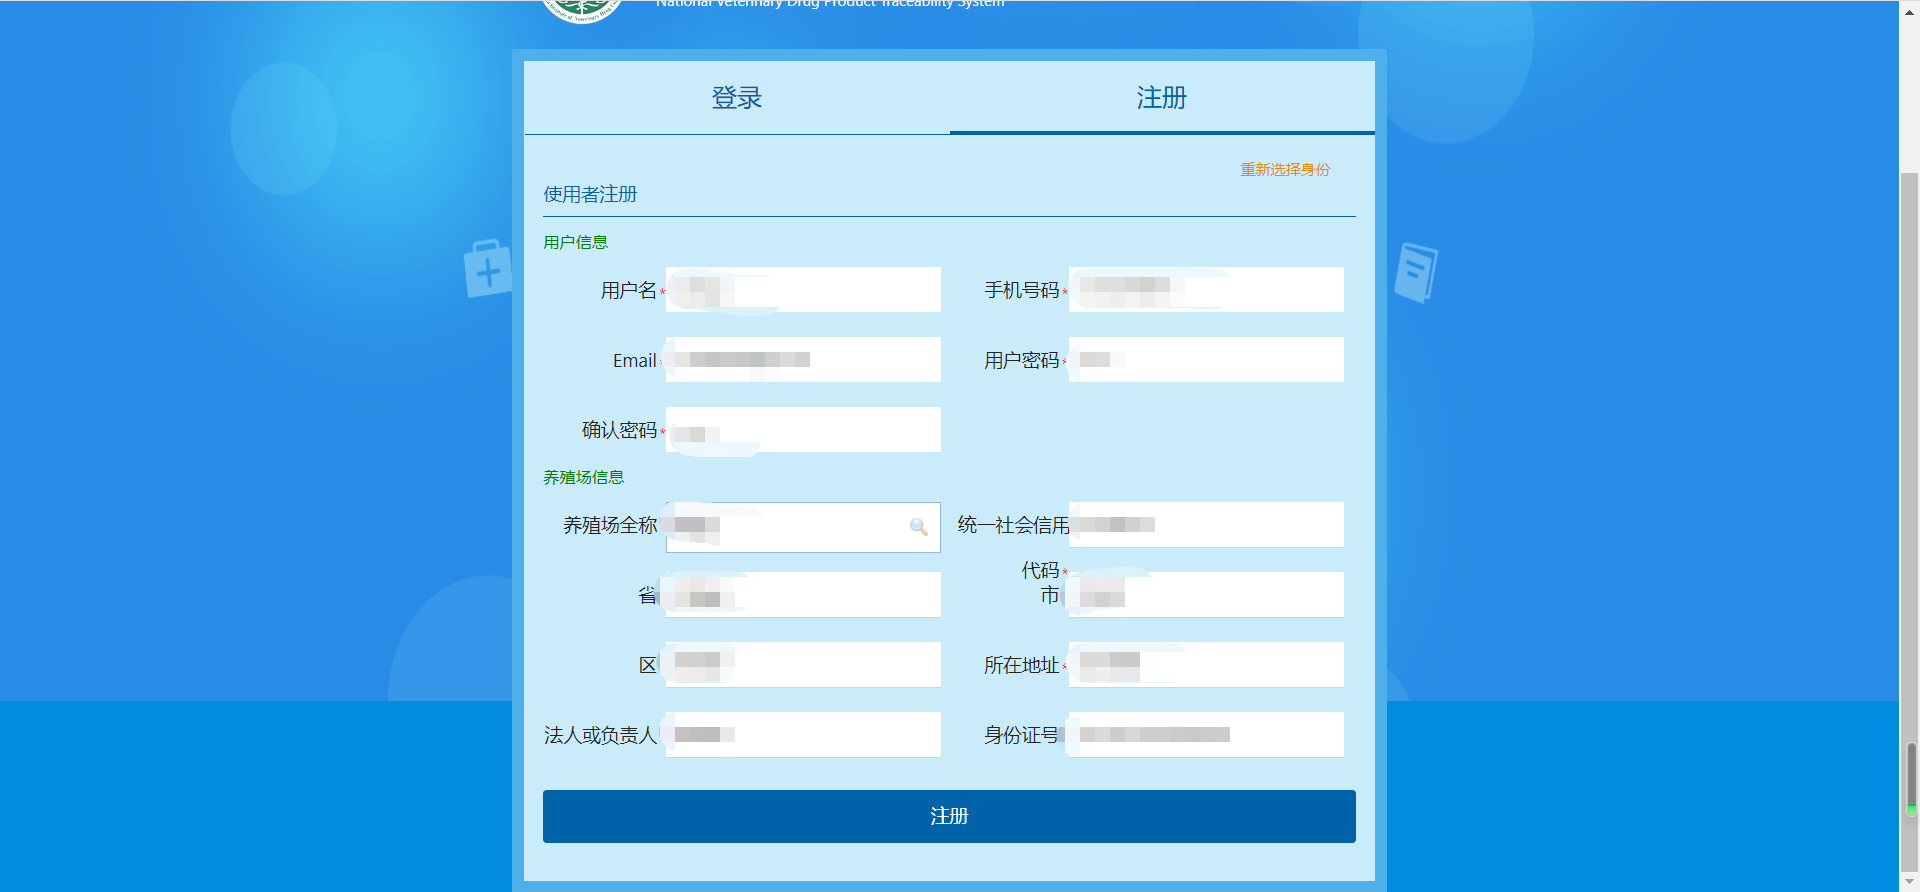 National Veterinary Drug Product Traceability System
登录
注册
重新选择身份
使用者注册
用户信息
用户名*
手机号码*
Email
用户密码*
确认密码*
养殖场信息
养殖场全称
统一社会信用
代码*
省
市
区
所在地址*
法人或负责人
身份证号
注册